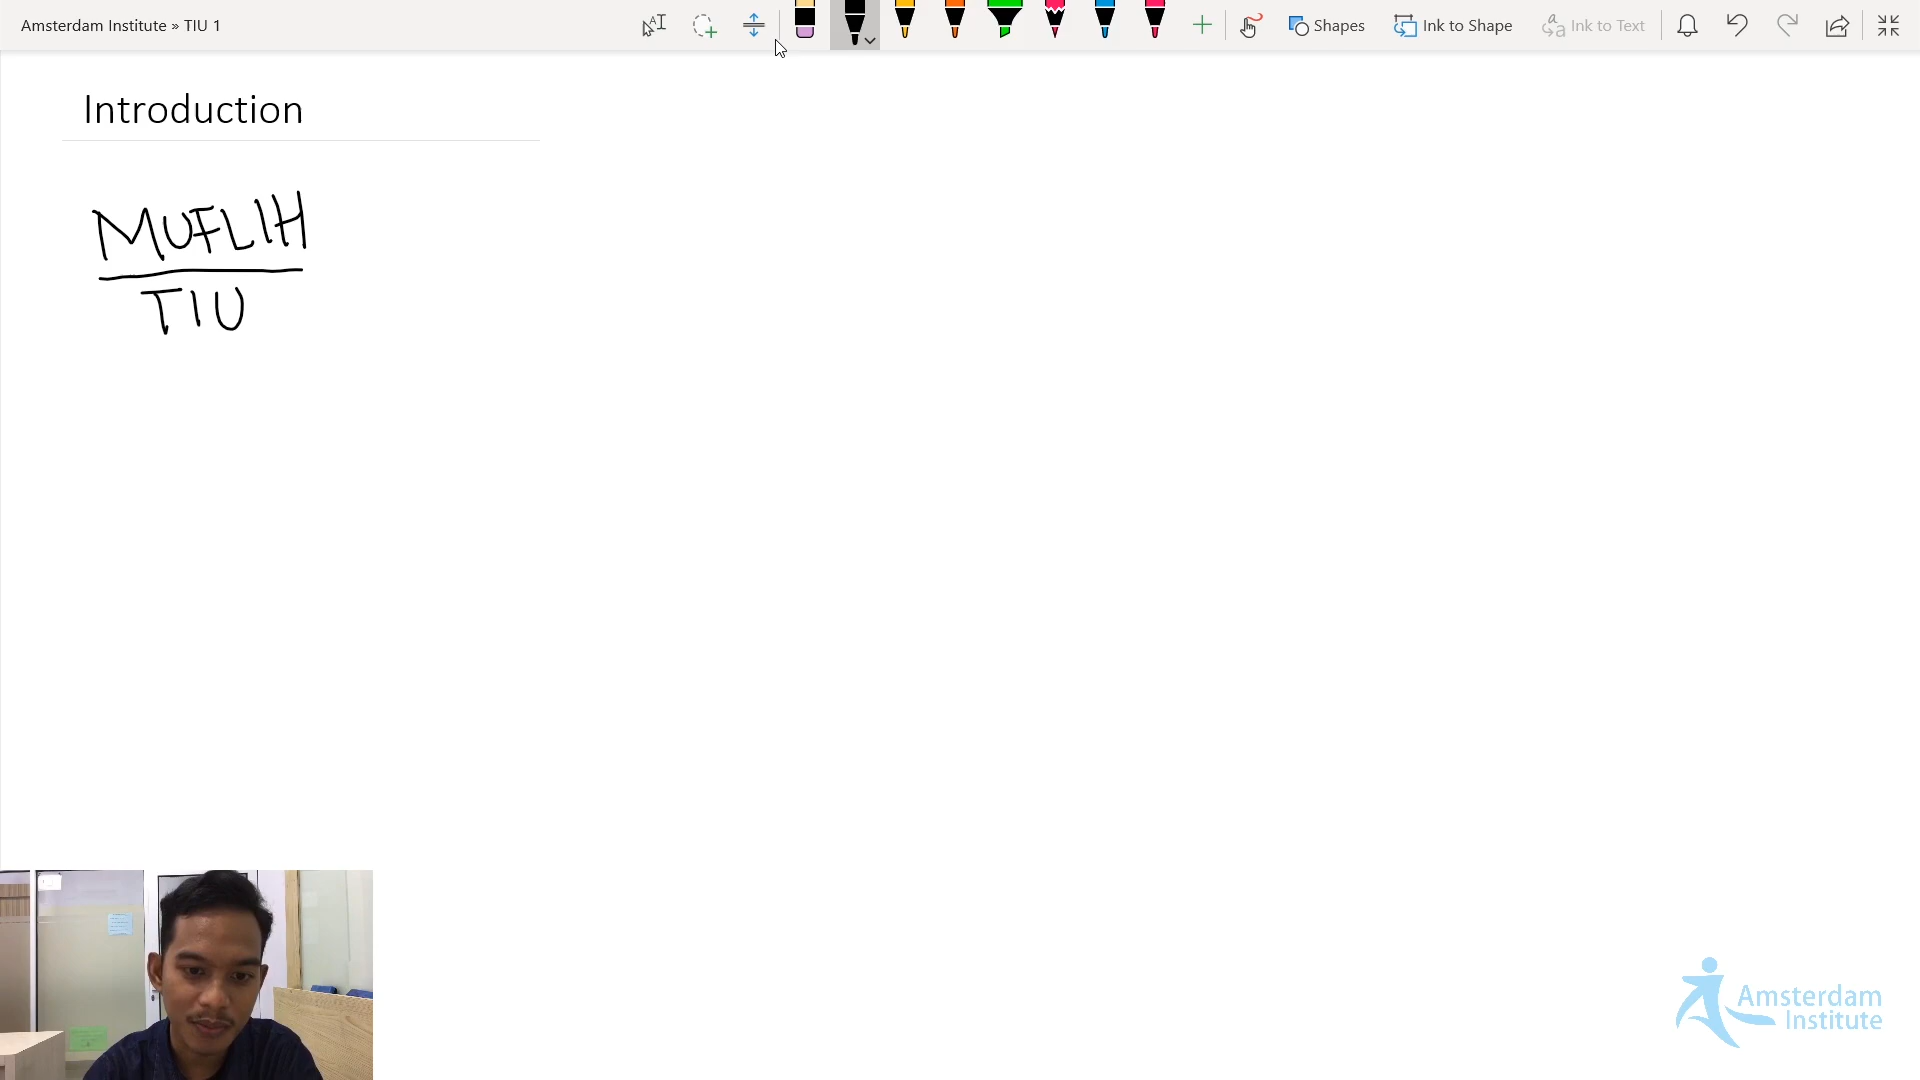 Amsterdam Institute » TIU 1
Shapes
Ink to Shape
Ink to Text
Introduction
MUFLIH
TIU
Amsterdam
Institute